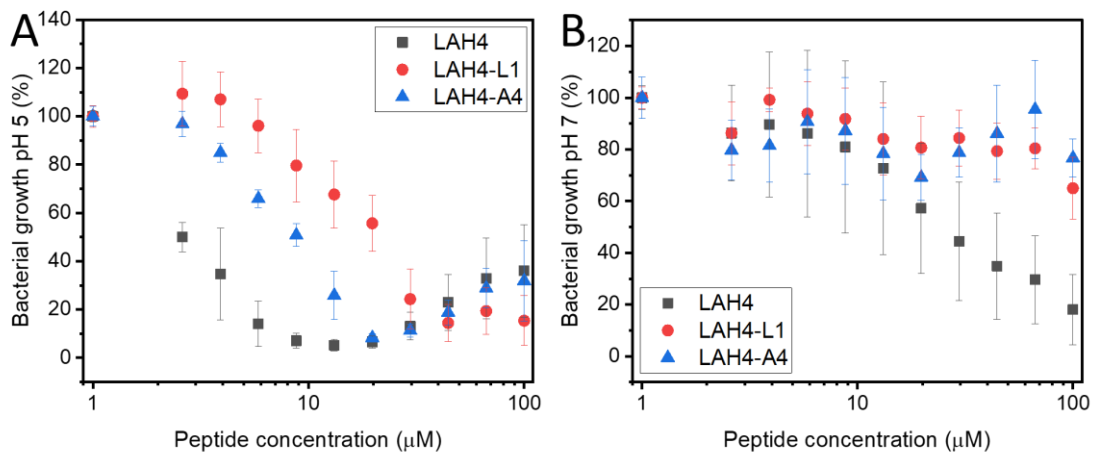 A
Bacterial growth pH 5 (%)
140
120
100
80
60
40
20
0
LAH4
LAH4-L1
LAH4-A4
1
10
100
Peptide concentration (μM)
B
Bacterial growth pH 7 (%)
120
100
80
60
40
20
0
LAH4
LAH4-L1
LAH4-A4
1
10
100
Peptide concentration (μM)